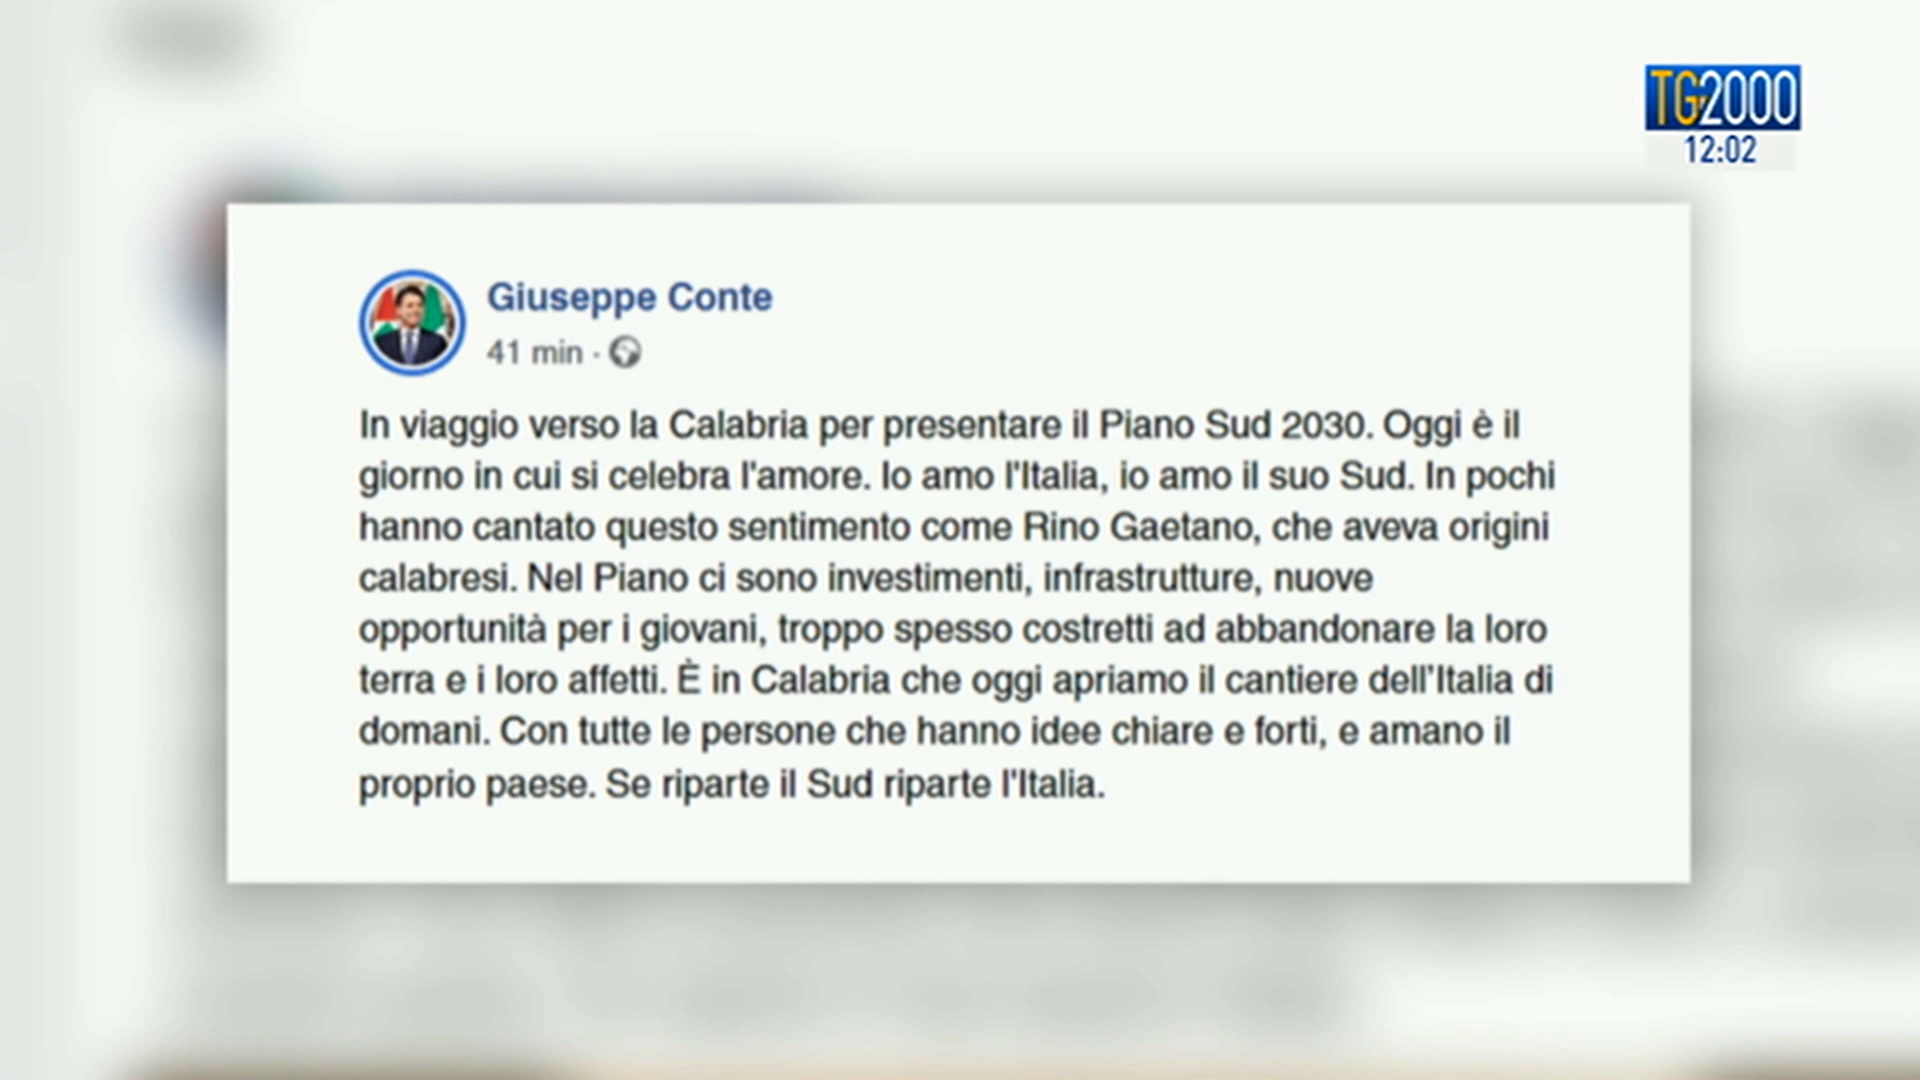 TG2000
12:02
Giuseppe Conte
41 min ·
In viaggio verso la Calabria per presentare il Piano Sud 2030. Oggi è il
giorno in cui si celebra l'amore. Io amo l'Italia, io amo il suo Sud. In pochi
hanno cantato questo sentimento come Rino Gaetano, che aveva origini
calabresi. Nel Piano ci sono investimenti, infrastrutture, nuove
opportunità per i giovani, troppo spesso costretti ad abbandonare la loro
terra e i loro affetti. È in Calabria che oggi apriamo il cantiere dell'Italia di
domani. Con tutte le persone che hanno idee chiare e forti, e amano il
proprio paese. Se riparte il Sud riparte l'Italia.